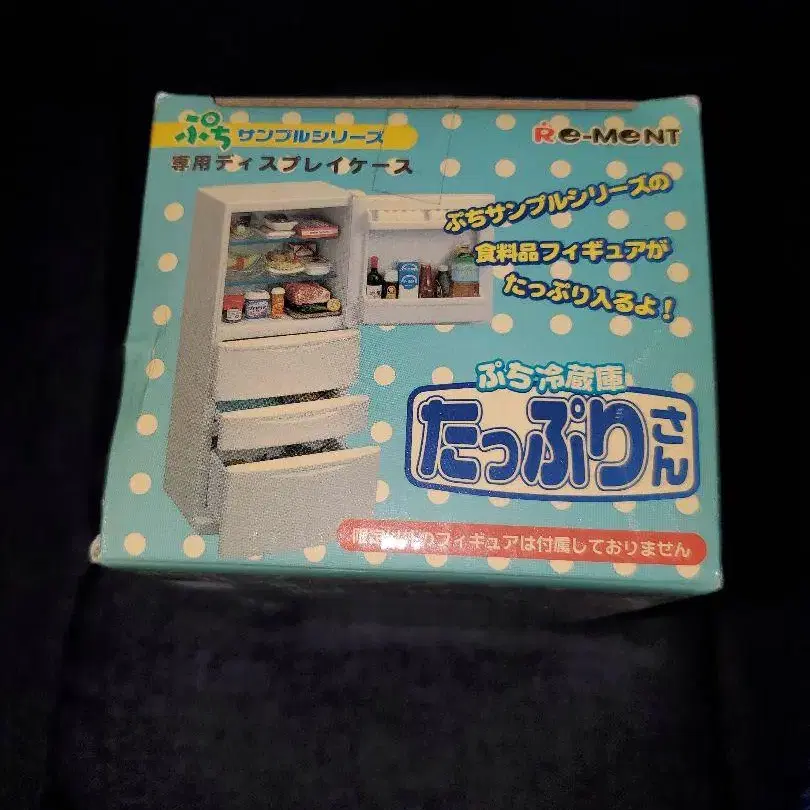 ぷちサンプルシリーズ
専用ディスプレイケース
Re-MeNT
ぷちサンプルシリーズの
食料品フィギュアが
たっぷり入るよ!
ぷち冷蔵庫
たっぷりさん
フィギュアは付属しておりません